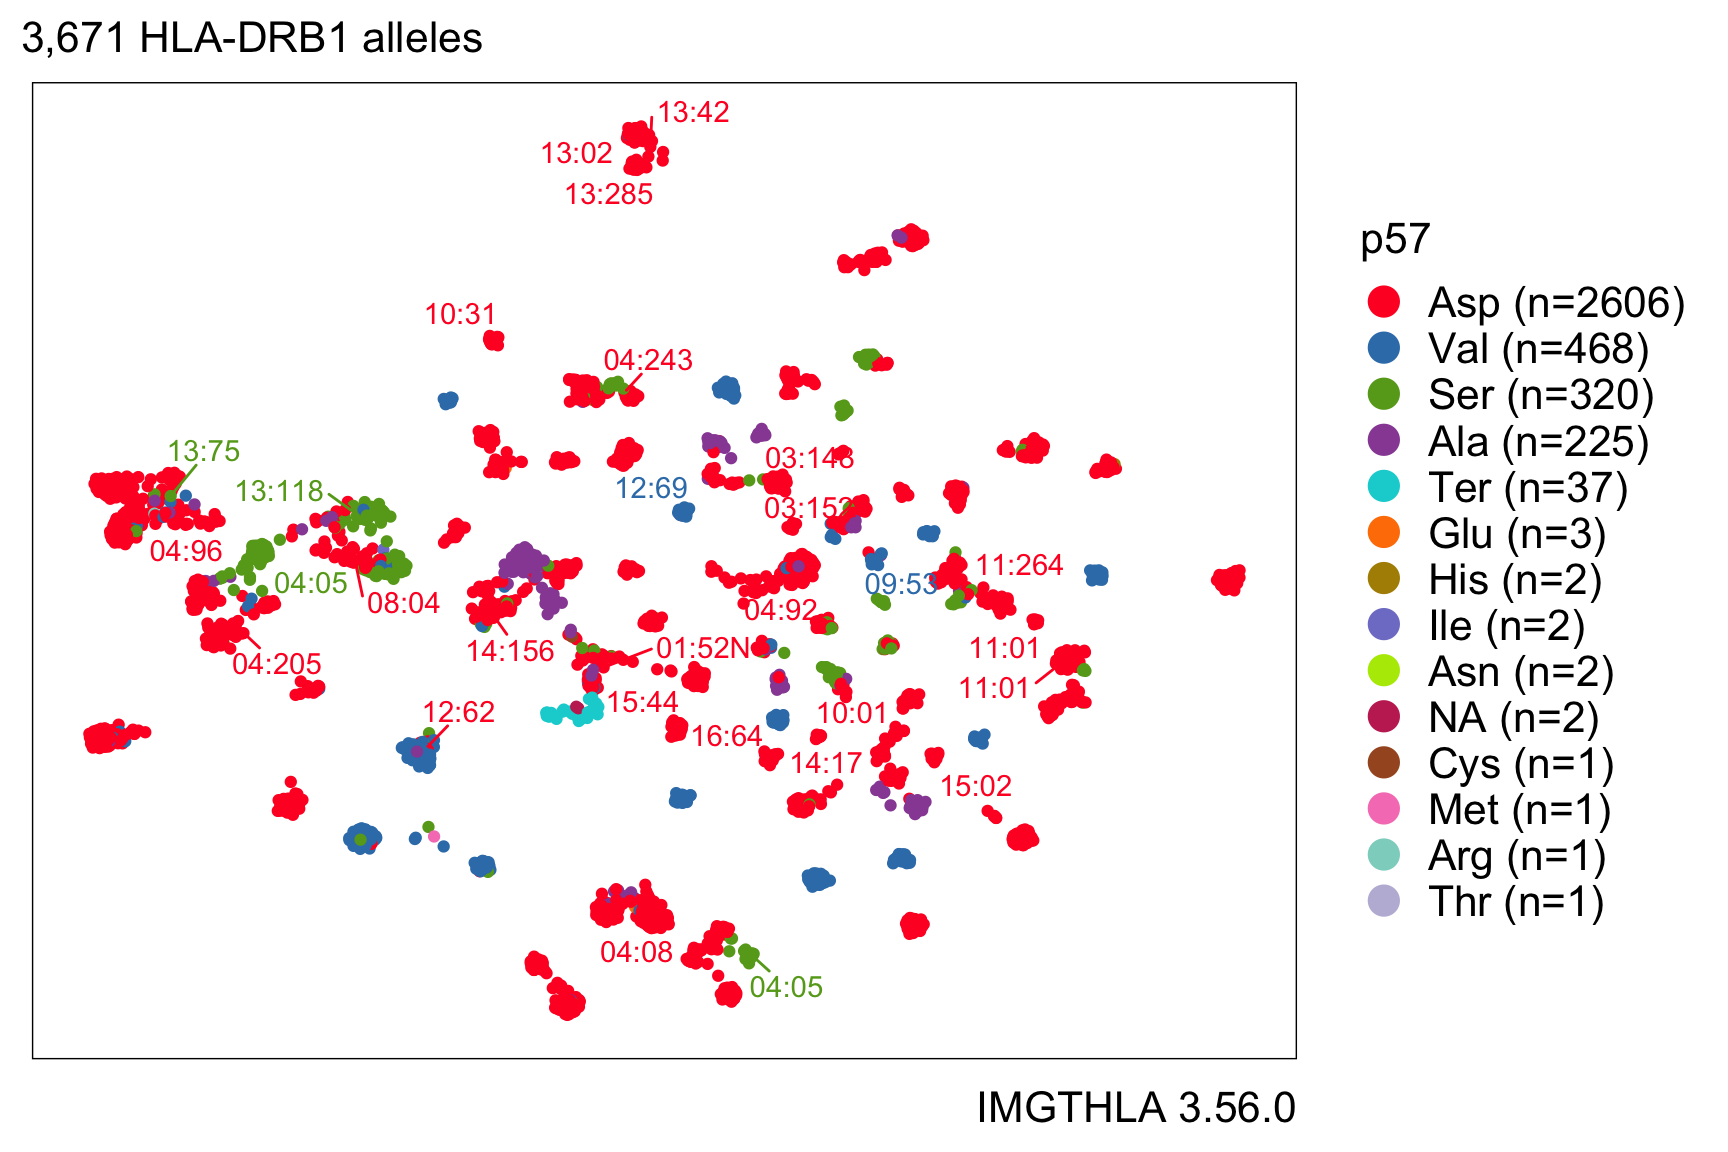 3,671 HLA-DRB1 alleles
13:42
13:02
13:285
10:31
04:243
13:75
03:148
13:118
12:69
03:152
04:96
11:264
04:05
09:53
08:04
04:92
14:156
01:52N
11:01
04:205
11:01
15:44
12:62
10:01
16:64
14:17
15:02
04:08
04:05
p57
Asp (n=2606)
Val (n=468)
Ser (n=320)
Ala (n=225)
Ter (n=37)
Glu (n=3)
His (n=2)
Ile (n=2)
Asn (n=2)
NA (n=2)
Cys (n=1)
Met (n=1)
Arg (n=1)
Thr (n=1)
IMGTHLA 3.56.0